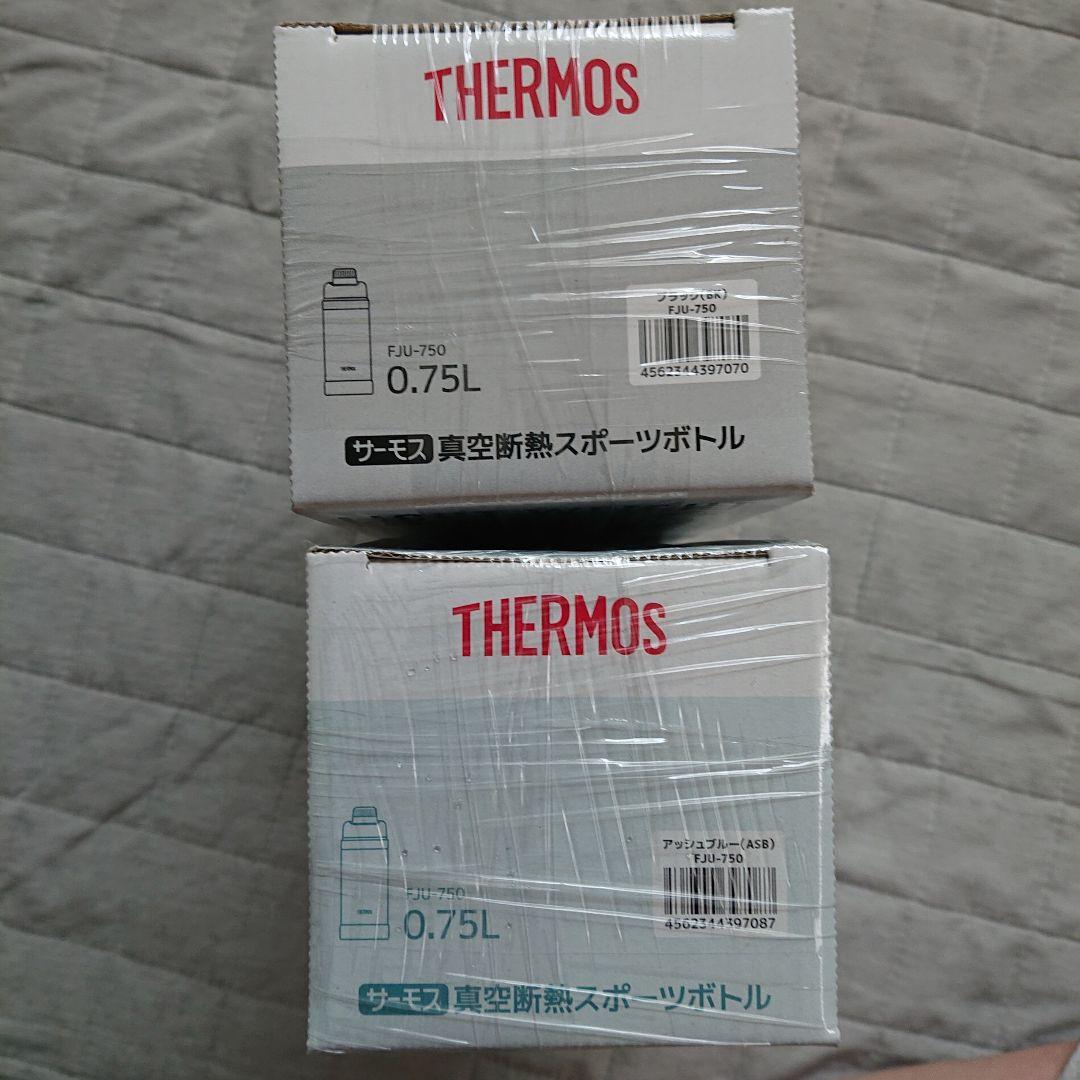 THERMOS
ブラック(BK)
FJU-750
4562344397070
FJU-750
0.75L
サーモス 真空断熱スポーツボトル
THERMOS
アッシュブルー(ASB)
FJU-750
4562344397087
FJU-750
0.75L
サーモス 真空断熱スポーツボトル